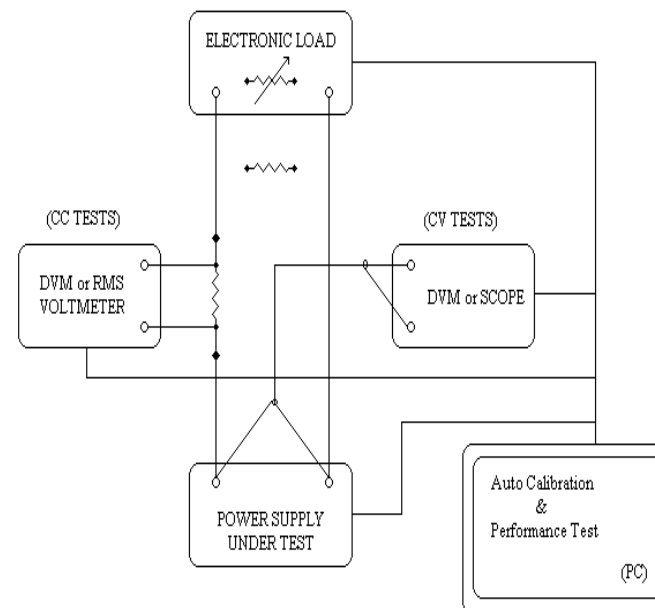 ELECTRONIC LOAD
(CC TESTS)
DVM or RMS
VOLTMETER
(CV TESTS)
DVM or SCOPE
POWER SUPPLY
UNDER TEST
Auto Calibration
&
Performance Test
(PC)